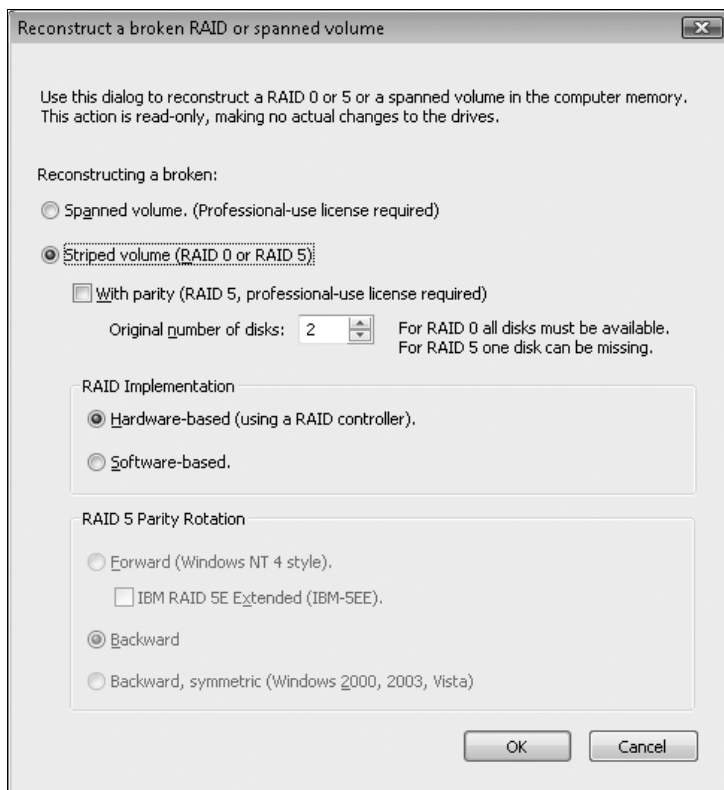 Reconstruct a broken RAID or spanned volume
Use this dialog to reconstruct a RAID 0 or 5 or a spanned volume in the computer memory.
This action is read-only, making no actual changes to the drives.
Reconstructing a broken:
Spanned volume. (Professional-use license required)
Striped volume (RAID 0 or RAID 5)
With parity (RAID 5, professional-use license required)
Original number of disks: 2 For RAID 0 all disks must be available.
For RAID 5 one disk can be missing.
RAID Implementation
Hardware-based (using a RAID controller).
Software-based.
RAID 5 Parity Rotation
Forward (Windows NT 4 style).
IBM RAID 5E Extended (IBM-5EE).
Backward
Backward, symmetric (Windows 2000, 2003, Vista)
OK Cancel